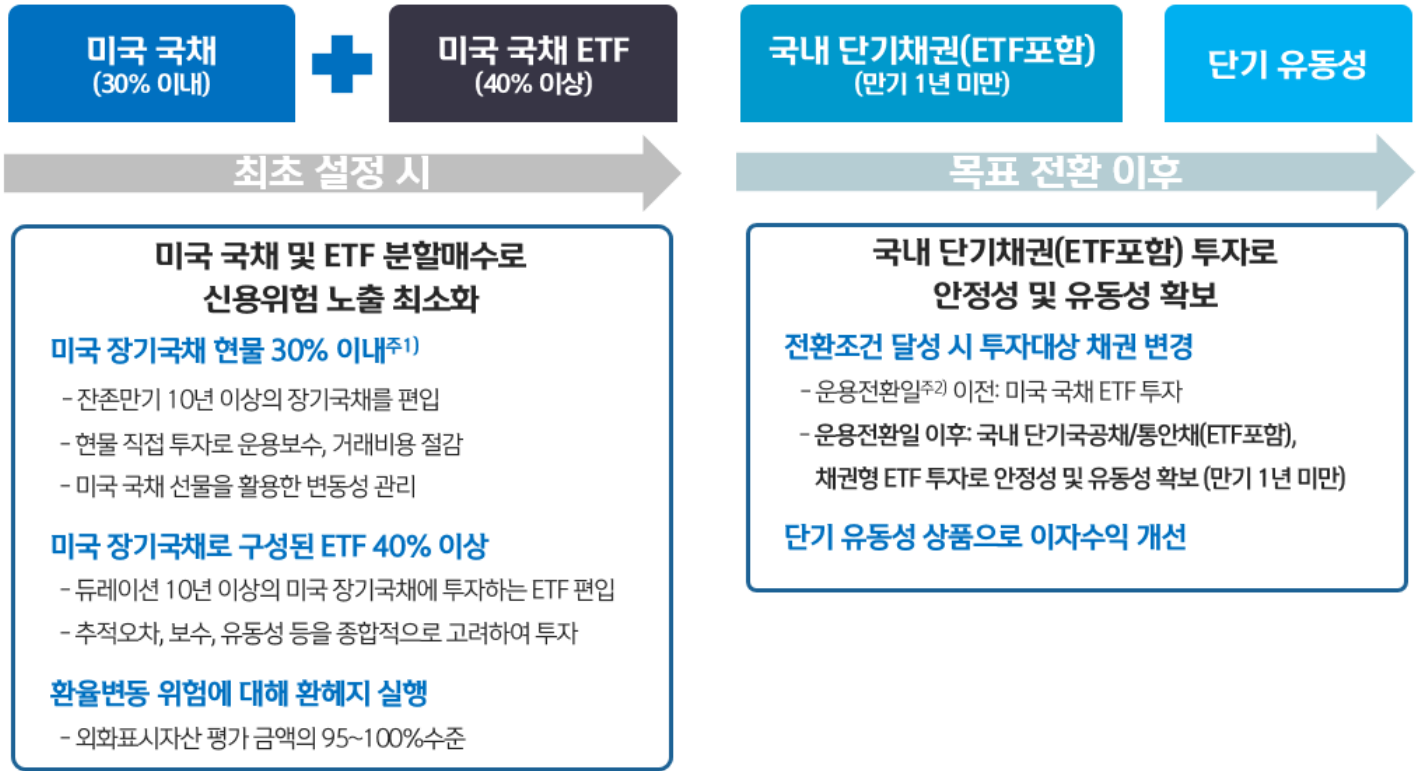 미국 국채
(30% 이내)
미국 국채 ETF
(40% 이상)
국내 단기채권(ETF포함)
(만기 1년 미만)
단기 유동성
최초 설정 시
목표 전환 이후
미국 국채 및 ETF 분할매수로
신용위험 노출 최소화
미국 장기국채 현물 30% 이내주1)
- 잔존만기 10년 이상의 장기국채를 편입
- 현물 직접 투자로 운용보수, 거래비용 절감
- 미국 국채 선물을 활용한 변동성 관리
미국 장기국채로 구성된 ETF 40% 이상
- 듀레이션 10년 이상의 미국 장기국채에 투자하는 ETF 편입
- 추적오차, 보수, 유동성 등을 종합적으로 고려하여 투자
환율변동 위험에 대해 환헤지 실행
- 외화표시자산 평가 금액의 95~100%수준
국내 단기채권(ETF포함) 투자로
안정성 및 유동성 확보
전환조건 달성 시 투자대상 채권 변경
- 운용전환일주2) 이전: 미국 국채 ETF 투자
- 운용전환일 이후: 국내 단기국공채/통안채(ETF포함),
채권형 ETF 투자로 안정성 및 유동성 확보 (만기 1년 미만)
단기 유동성 상품으로 이자수익 개선